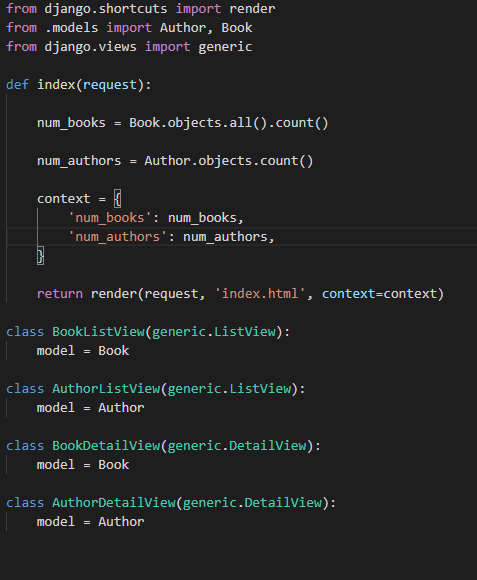 from django.shortcuts import render
from .models import Author, Book
from django.views import generic
def index(request):
    num_books = Book.objects.all().count()
    num_authors = Author.objects.count()
    context = {
        'num_books': num_books,
        'num_authors': num_authors,
    }
    return render(request, 'index.html', context=context)
class BookListView(generic.ListView):
    model = Book
class AuthorListView(generic.ListView):
    model = Author
class BookDetailView(generic.DetailView):
    model = Book
class AuthorDetailView(generic.DetailView):
    model = Author